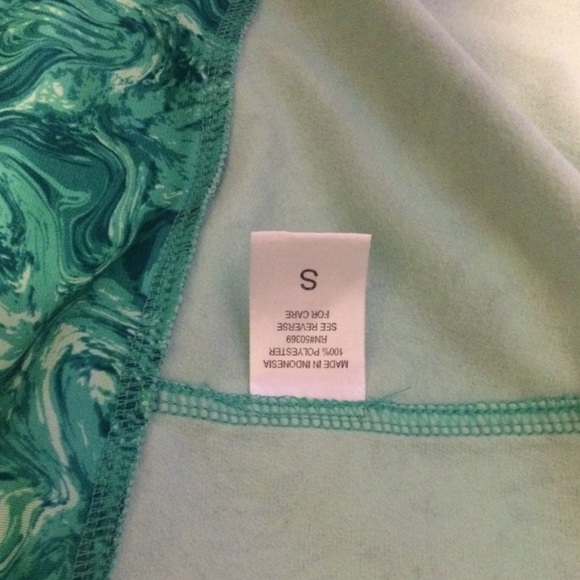 MADE IN INDONESIA
100% POLYESTER
RN#50369
SEE REVERSE
FOR CARE
S